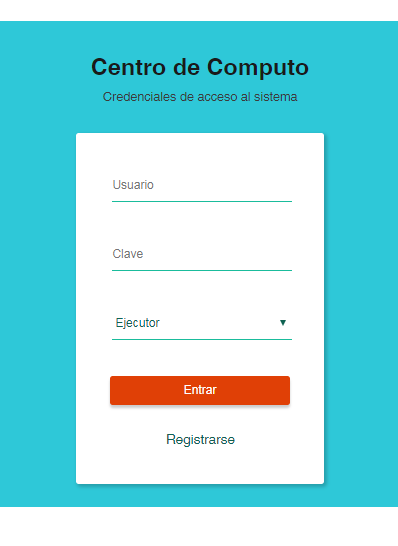 Centro de Computo
Credenciales de acceso al sistema
Usuario
Clave
Ejecutor
Entrar
Registrarse